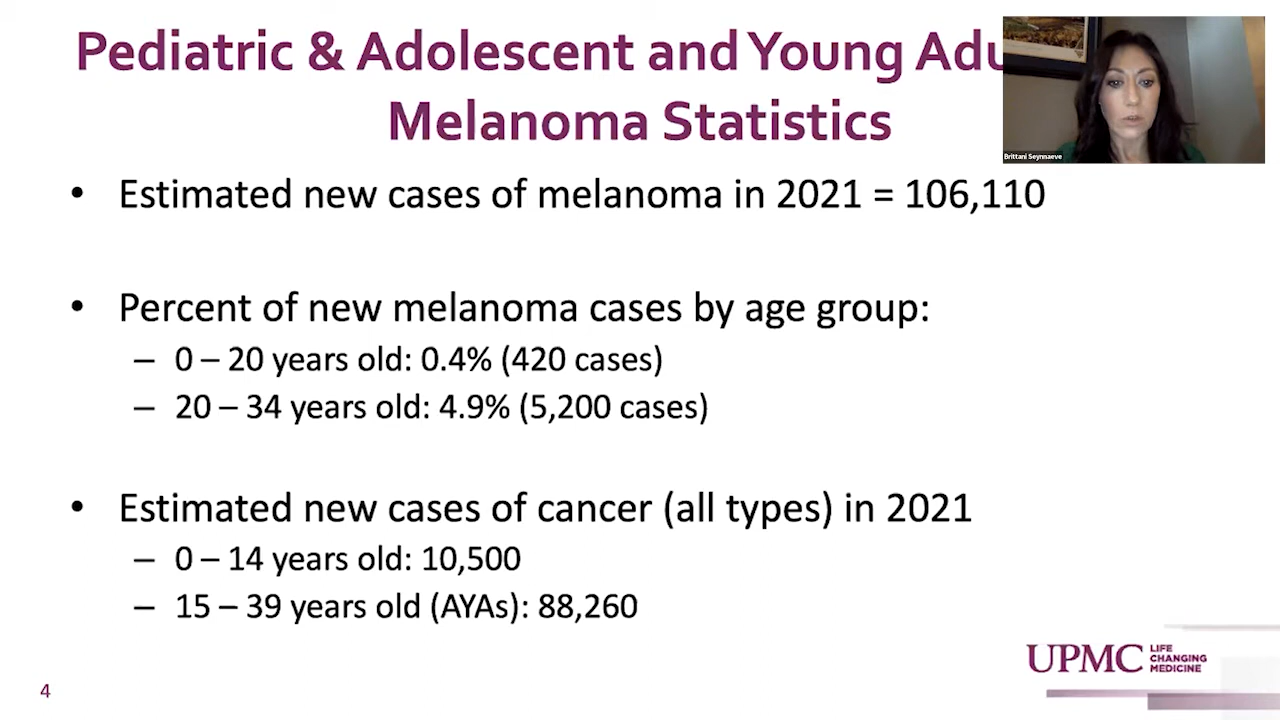 Pediatric & Adolescent and Young Adu
Melanoma Statistics
Brittani Seynnaeve
• Estimated new cases of melanoma in 2021 = 106,110
• Percent of new melanoma cases by age group:
– 0 – 20 years old: 0.4% (420 cases)
– 20 – 34 years old: 4.9% (5,200 cases)
• Estimated new cases of cancer (all types) in 2021
– 0 – 14 years old: 10,500
– 15 – 39 years old (AYAs): 88,260
UPMC LIFE
CHANGING
MEDICINE
4